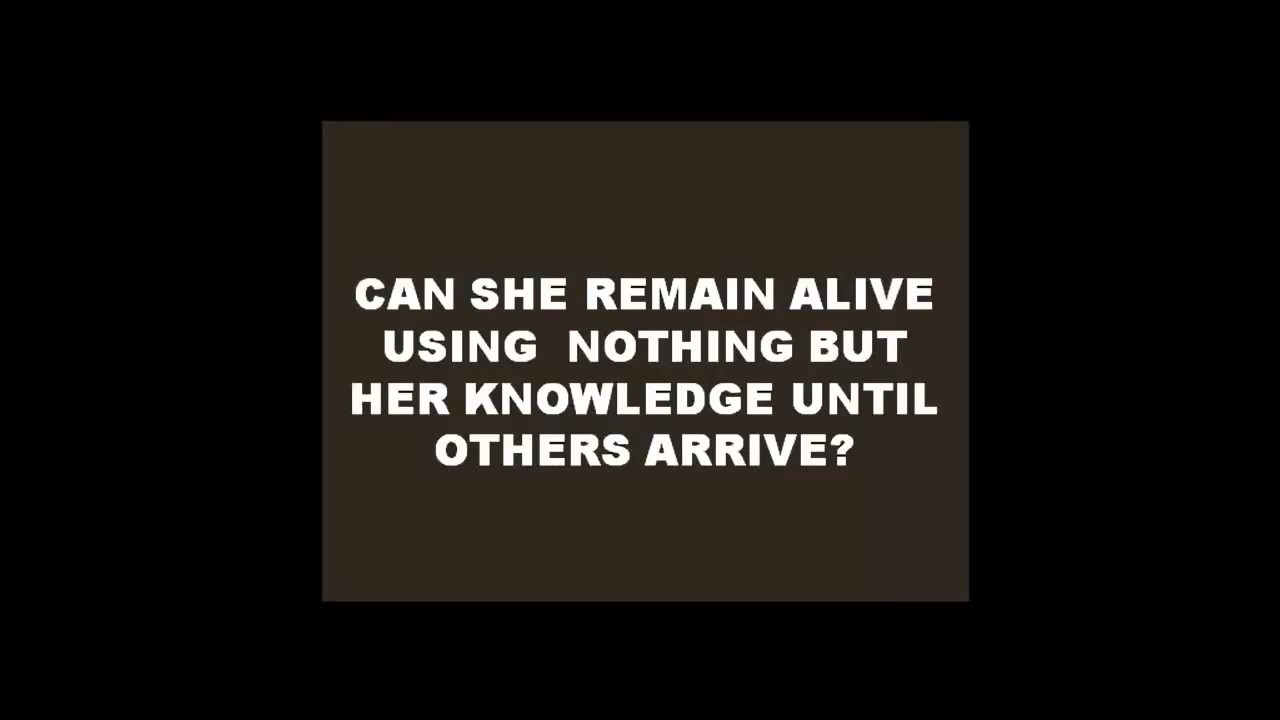 CAN SHE REMAIN ALIVE
USING  NOTHING BUT
HER KNOWLEDGE UNTIL
OTHERS ARRIVE?